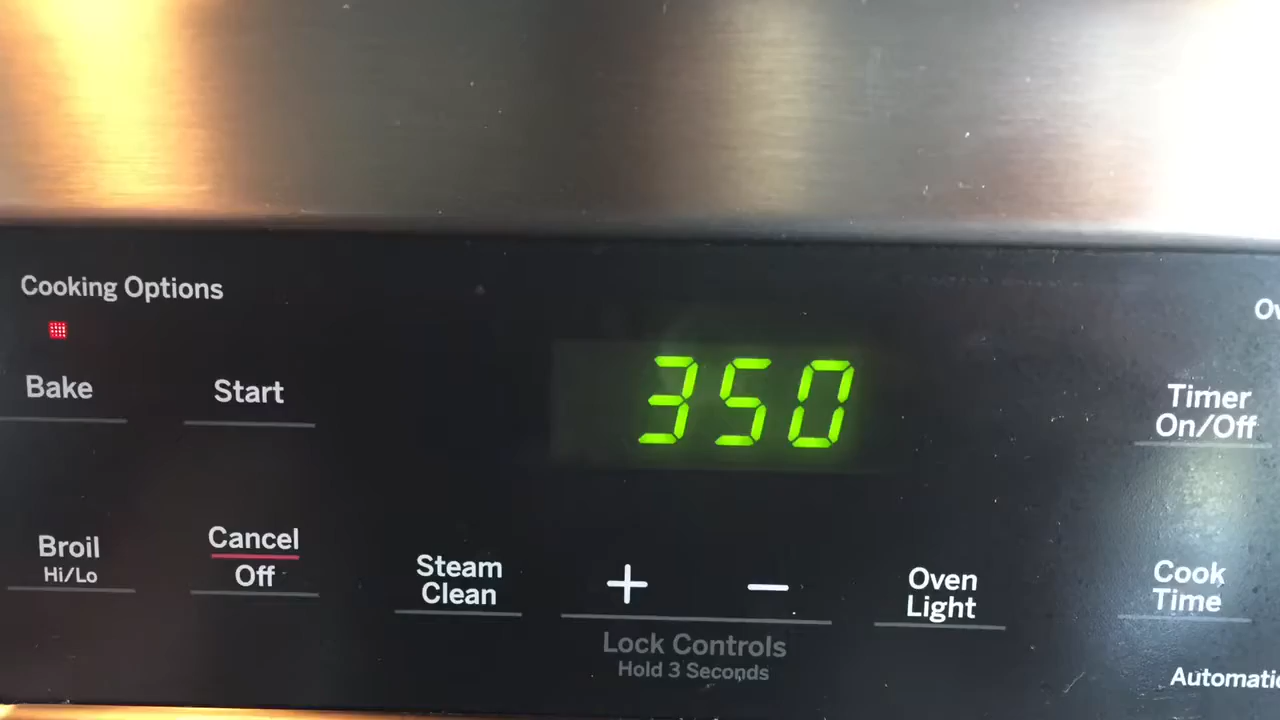 Cooking Options
Bake
Start
350
Timer
On/Off
Broil
Hi/Lo
Cancel
Off
Steam
Clean
+
−
Oven
Light
Cook
Time
Lock Controls
Hold 3 Seconds